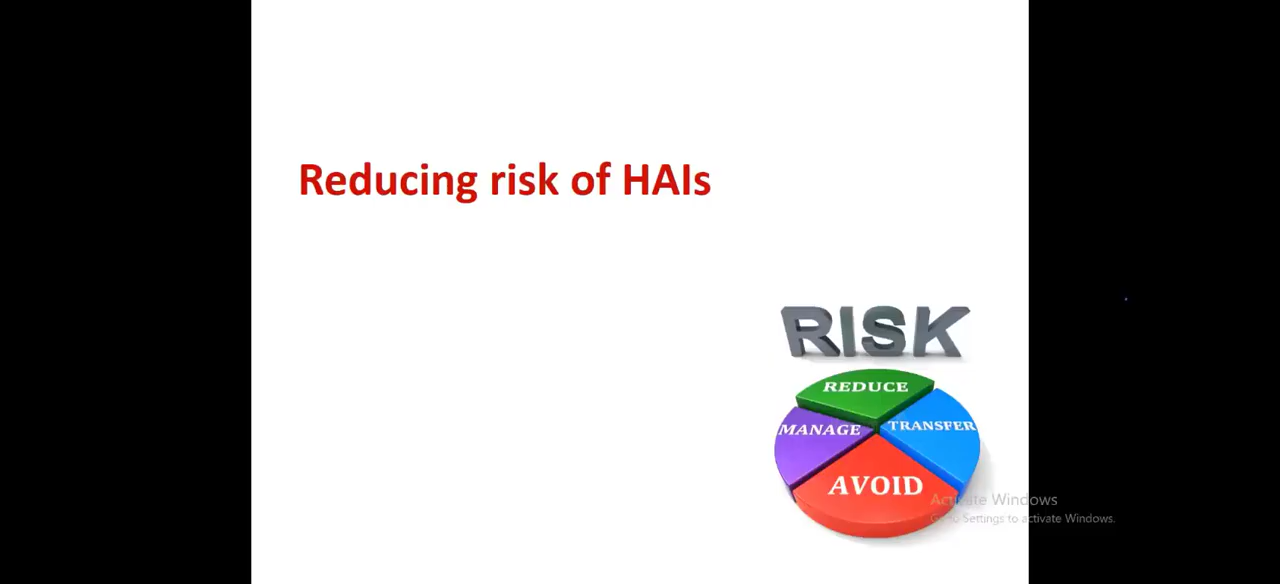 Reducing risk of HAIs
RISK
REDUCE
MANAGE
TRANSFER
AVOID
Activate Windows
Go to Settings to activate Windows.